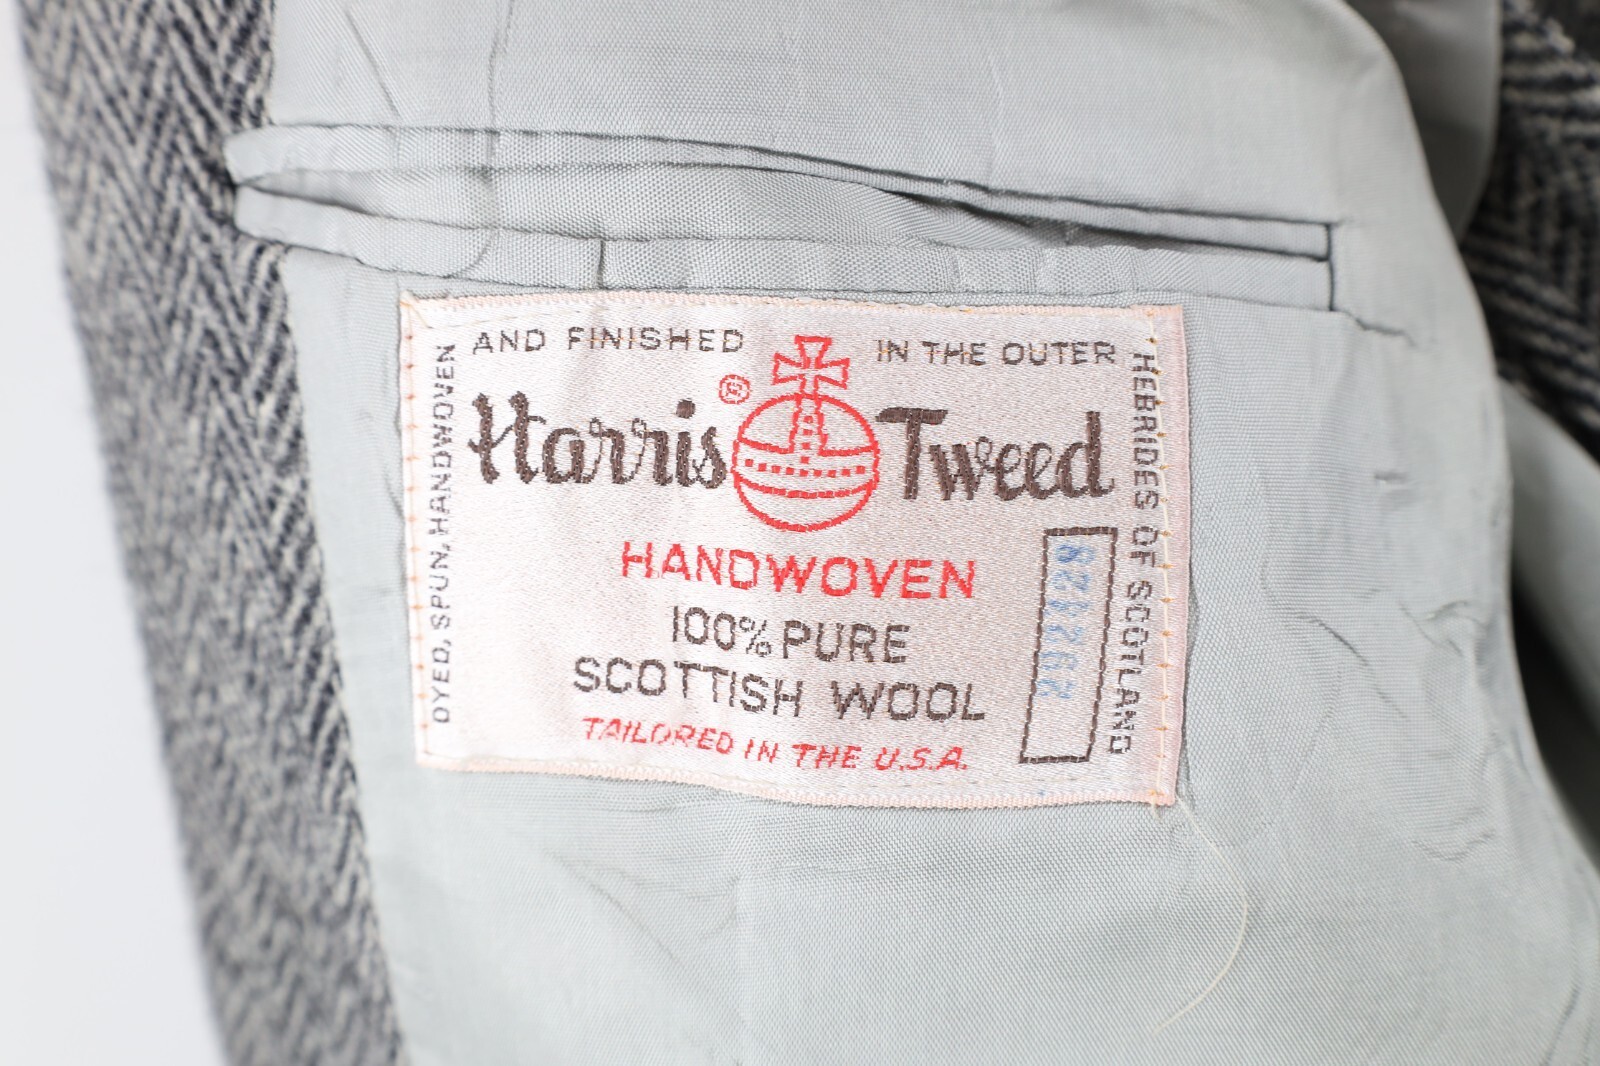 DYED, SPUN, HANDWOVEN
AND FINISHED IN THE OUTER
HEBRIDES OF SCOTLAND
Harris® Tweed
HANDWOVEN
100% PURE
SCOTTISH WOOL
TAILORED IN THE U.S.A.